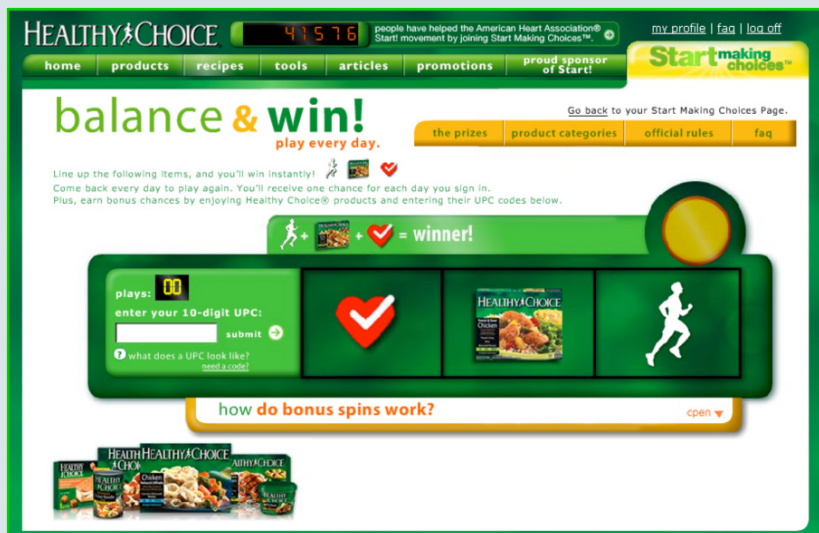 HEALTHY CHOICE
41576
people have helped the American Heart Association®
Start! movement by joining Start Making Choices™.
my profile | faq | log off
home products recipes tools articles promotions proud sponsor
of Start!
Start making
choices™
balance & win!
play every day.
Go back to your Start Making Choices Page.
the prizes product categories official rules faq
Line up the following items, and you'll win instantly!
Come back every day to play again. You'll receive one chance for each day you sign in.
Plus, earn bonus chances by enjoying Healthy Choice® products and entering their UPC codes below.
+ + = winner!
plays: 00
enter your 10-digit UPC:
submit
? what does a UPC look like?
need a code?
HEALTHY CHOICE
Chicken
how do bonus spins work?
open
HEALTHY CHOICE
HEALTHY CHOICE
HEALTHY CHOICE
Chicken
HEALTHY CHOICE